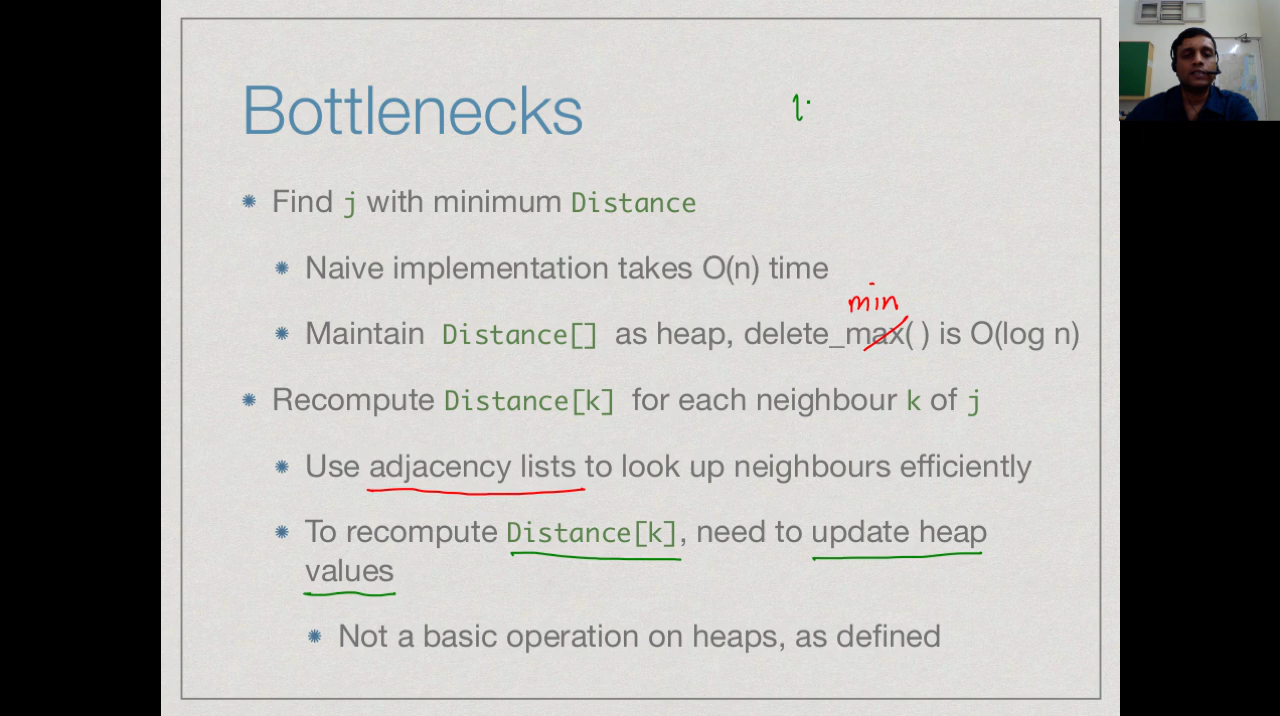 Bottlenecks
Find j with minimum Distance
Naive implementation takes O(n) time
min
Maintain Distance[] as heap, delete_max( ) is O(log n)
Recompute Distance[k] for each neighbour k of j
Use adjacency lists to look up neighbours efficiently
To recompute Distance[k], need to update heap
values
Not a basic operation on heaps, as defined